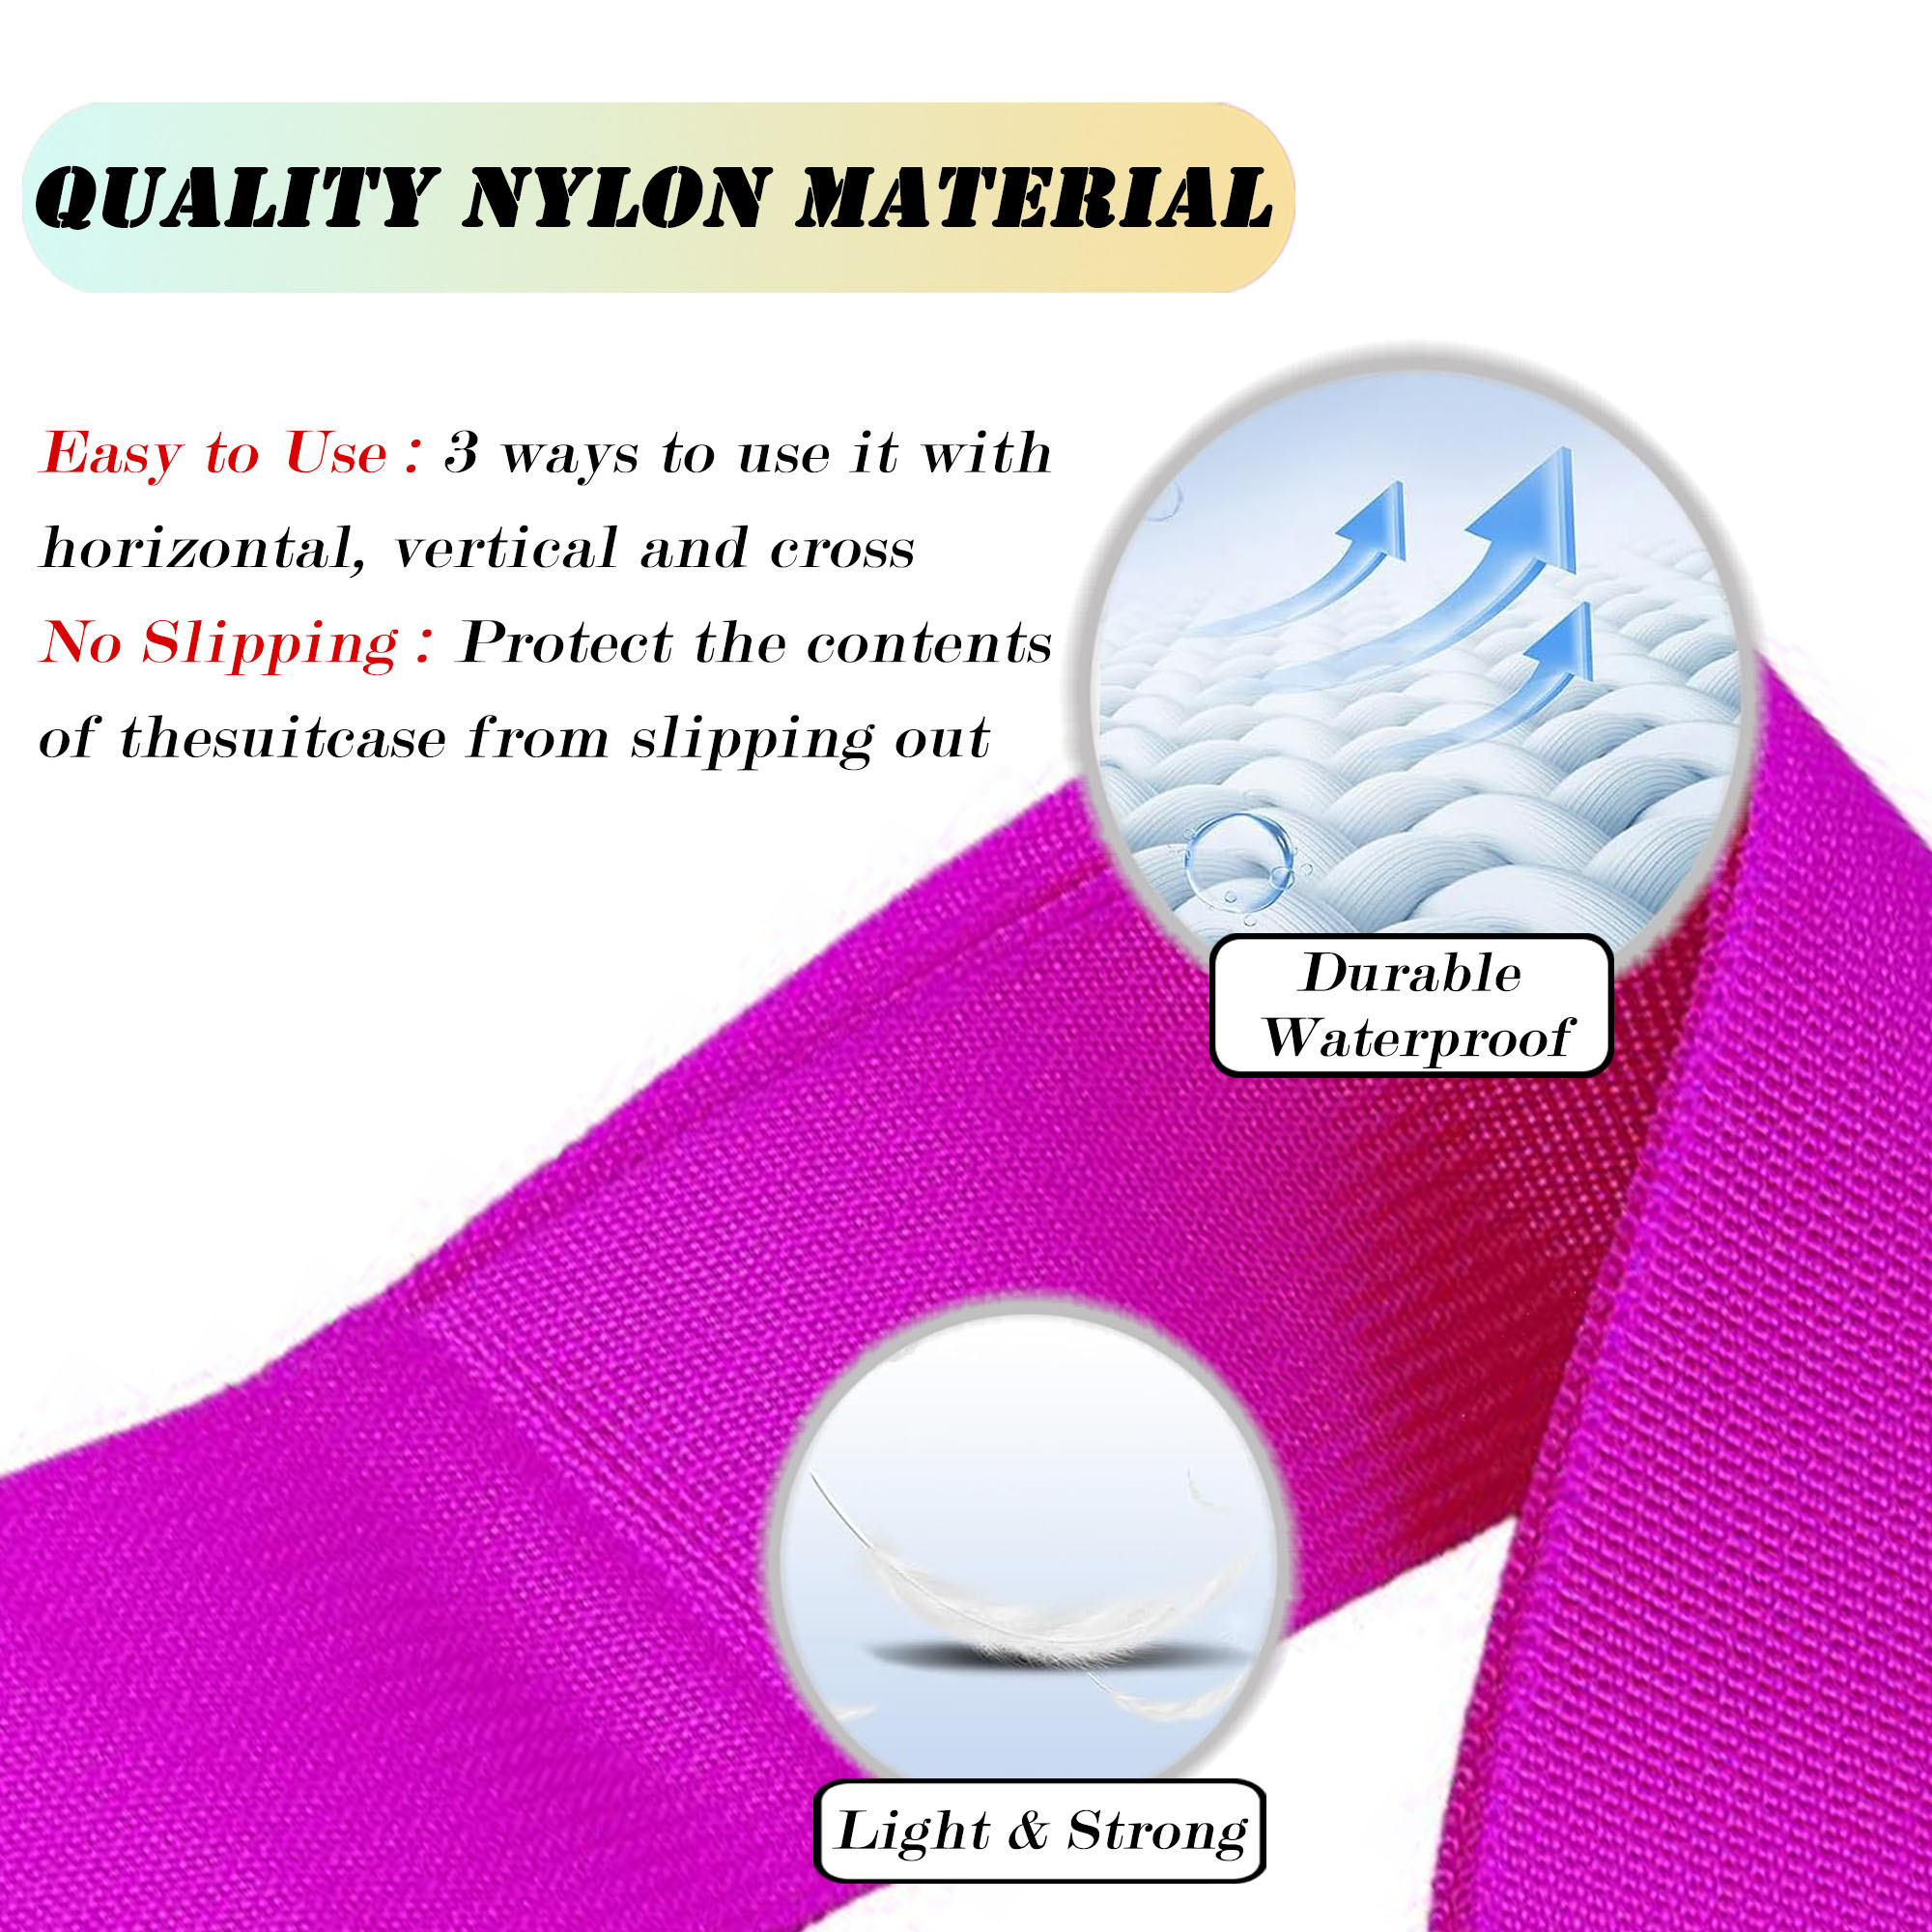 QUALITY NYLON MATERIAL
Easy to Use : 3 ways to use it with
horizontal, vertical and cross
No Slipping : Protect the contents
of thesuitcase from slipping out
Durable
Waterproof
Light & Strong